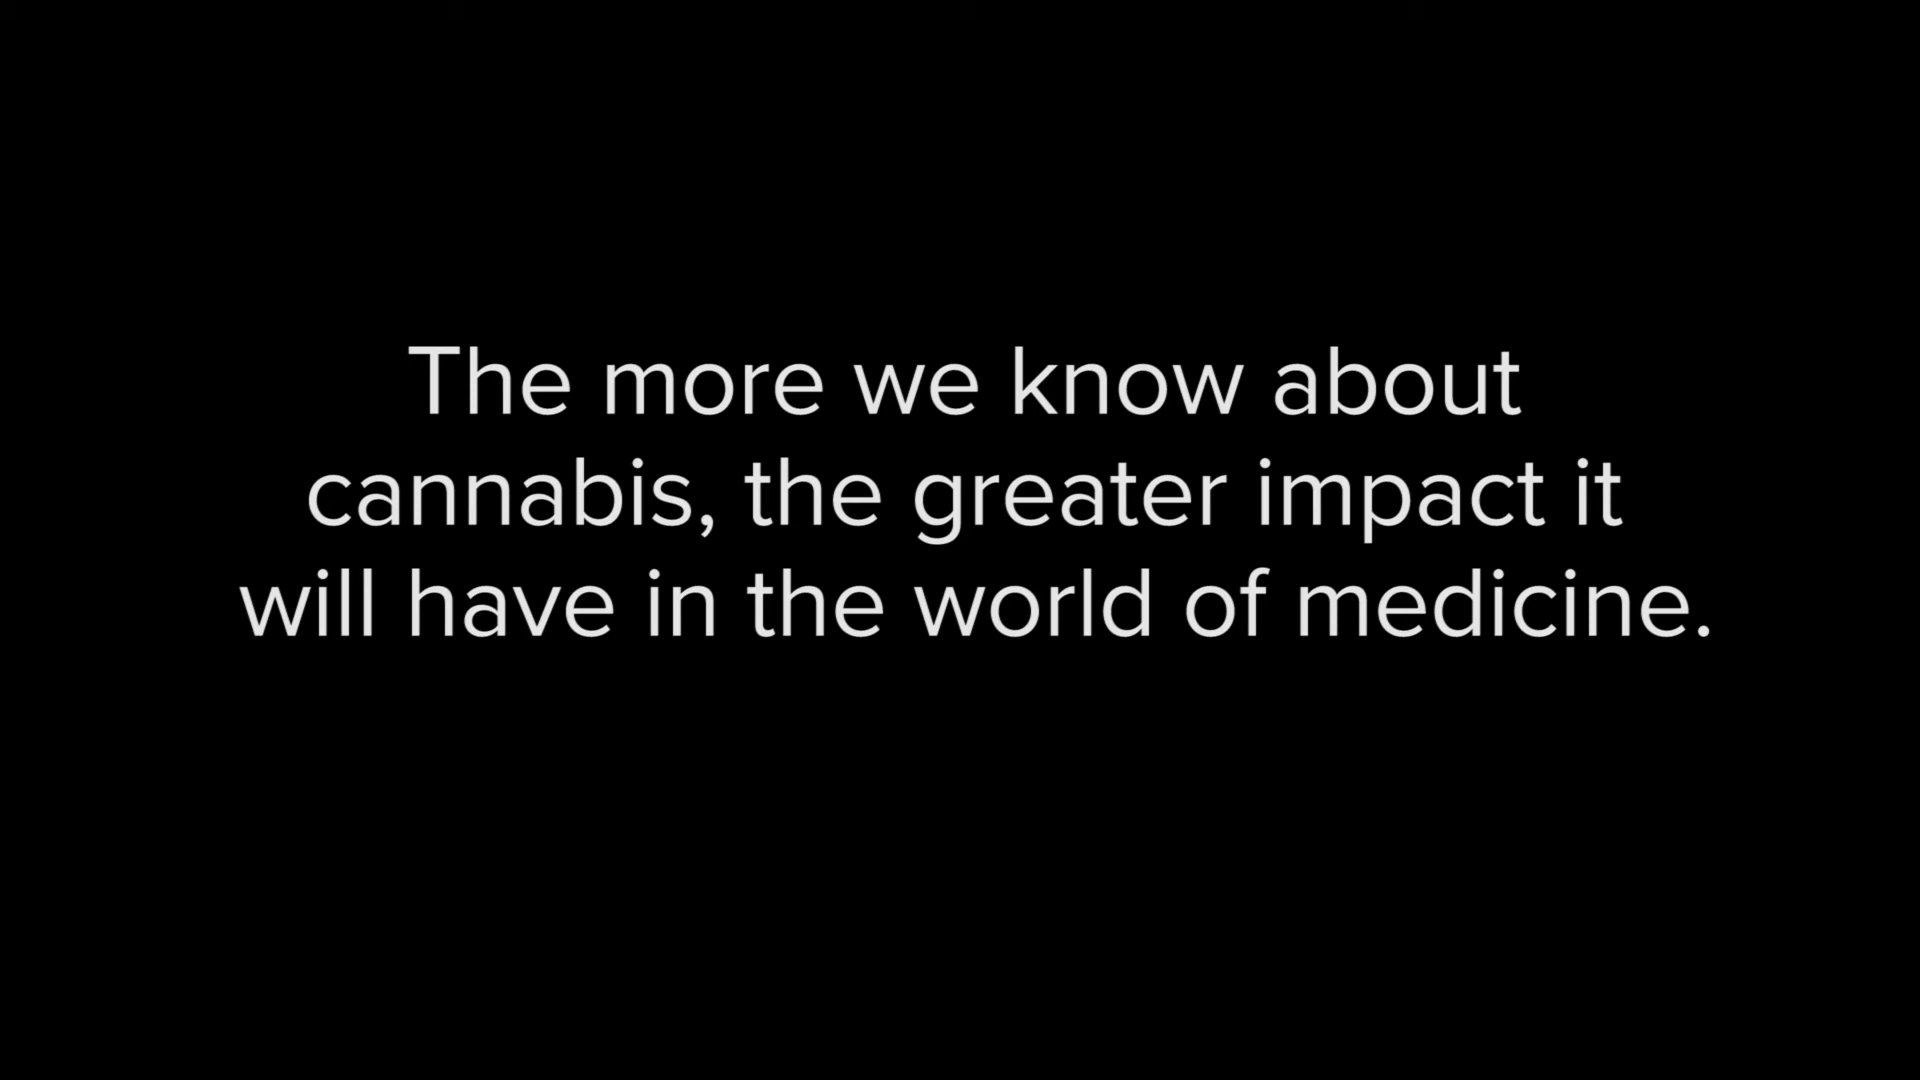 The more we know about
cannabis, the greater impact it
will have in the world of medicine.